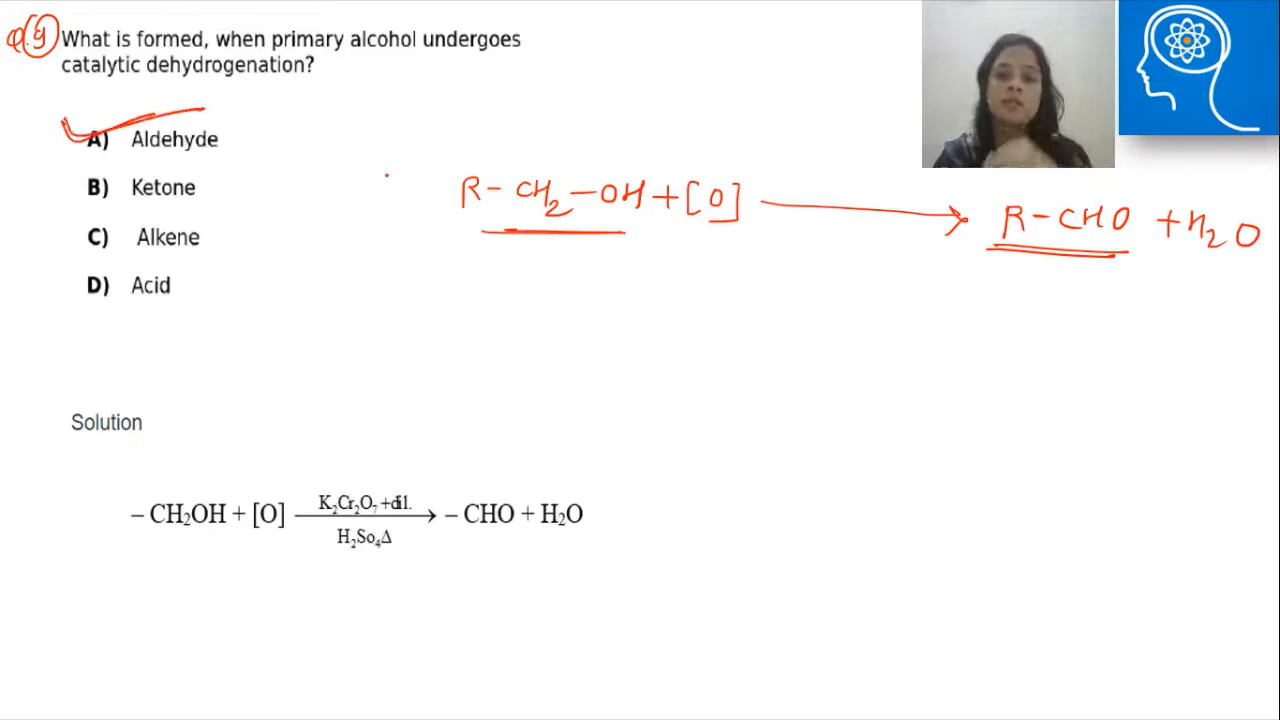 Q.9 What is formed, when primary alcohol undergoes
catalytic dehydrogenation?
A) Aldehyde
B) Ketone
C) Alkene
D) Acid
R-CH₂-OH+[O] → R-CHO +H₂O
Solution
– CH₂OH + [O] K₂Cr₂O₇ +dil. H₂So₄Δ → – CHO + H₂O